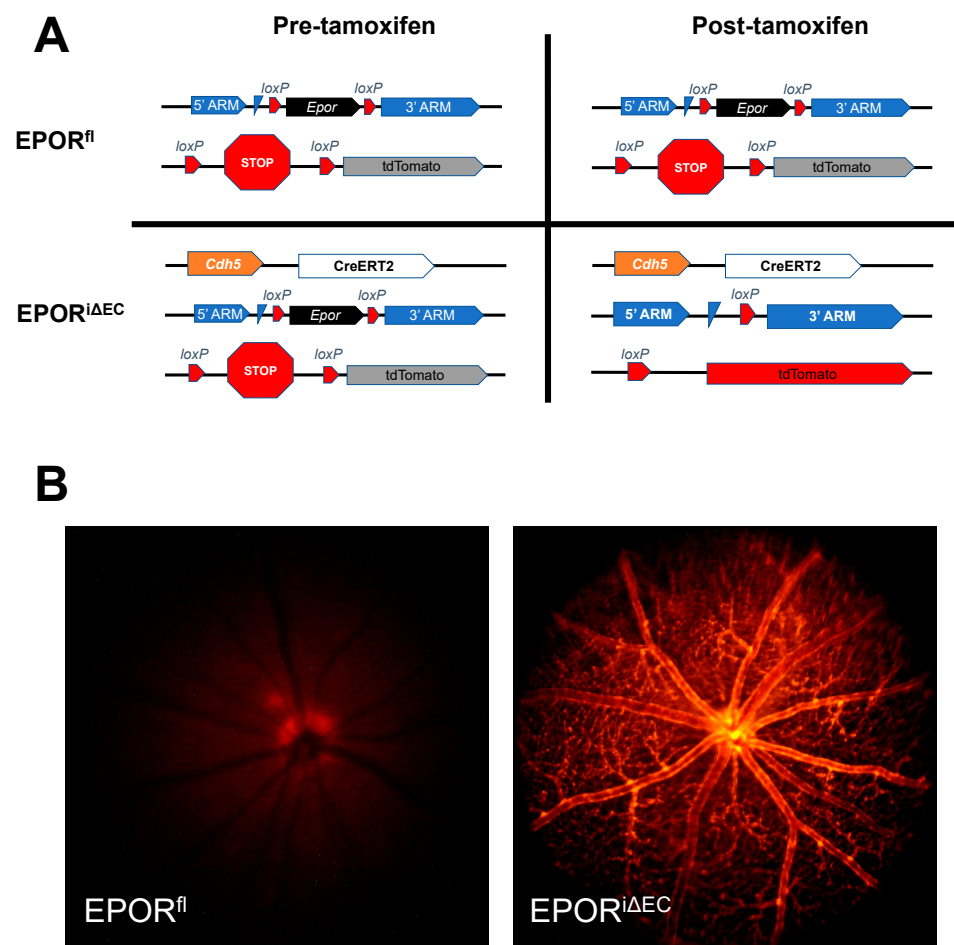 A
Pre-tamoxifen
Post-tamoxifen
EPORfl
loxP
loxP
5’ ARM
Epor
3’ ARM
loxP
loxP
STOP
tdTomato
loxP
loxP
5’ ARM
Epor
3’ ARM
loxP
loxP
STOP
tdTomato
EPORiΔEC
Cdh5
CreERT2
loxP
loxP
5’ ARM
Epor
3’ ARM
loxP
loxP
STOP
tdTomato
Cdh5
CreERT2
loxP
5’ ARM
3’ ARM
loxP
tdTomato
B
EPORfl
EPORiΔEC